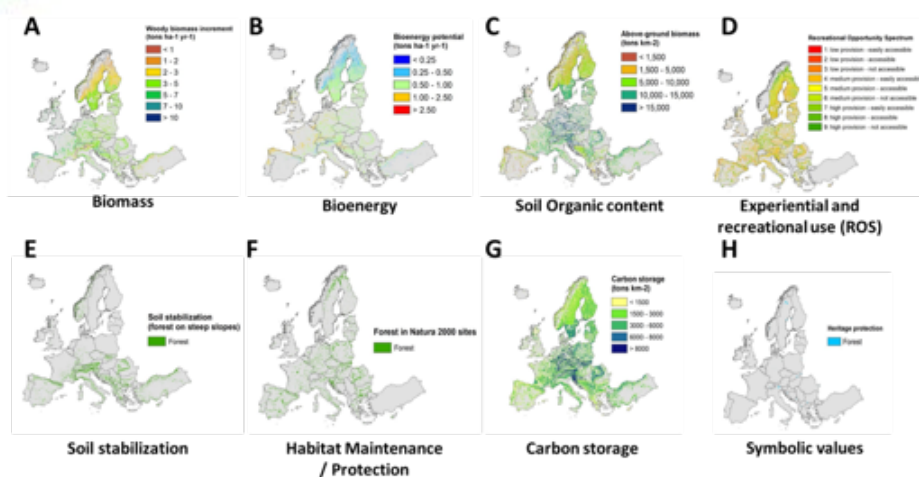 A
Woody biomass increment
(tons ha-1 yr-1)
< 1
1 - 2
2 - 3
3 - 5
5 - 7
7 - 10
> 10
Biomass
B
Bioenergy potential
(tons ha-1 yr-1)
< 0.25
0.25 - 0.50
0.50 - 1.00
1.00 - 2.50
> 2.50
Bioenergy
C
Above-ground biomass
(tons km-2)
< 1,500
1,500 - 5,000
5,000 - 10,000
10,000 - 15,000
> 15,000
Soil Organic content
D
Recreational Opportunity Spectrum
1: low provision - easily accessible
2: low provision - accessible
3: low provision - not accessible
4: medium provision - easily accessible
5: medium provision - accessible
6: medium provision - not accessible
7: high provision - easily accessible
8: high provision - accessible
9: high provision - not accessible
Experiential and
recreational use (ROS)
E
Soil stabilization
(forest on steep slopes)
Forest
Soil stabilization
F
Forest in Natura 2000 sites
Forest
Habitat Maintenance
/ Protection
G
Carbon storage
(tons km-2)
< 1500
1500 - 3000
3000 - 6000
6000 - 8000
> 8000
Carbon storage
H
Heritage protection
Forest
Symbolic values